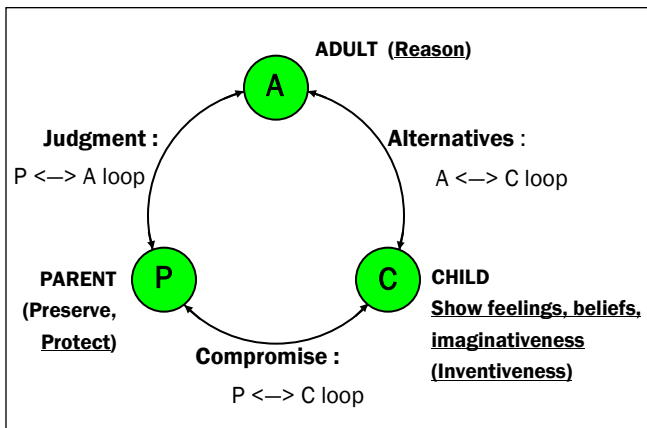 ADULT (Reason)
A
Judgment :
P <—> A loop
Alternatives :
A <—> C loop
PARENT
(Preserve,
Protect)
P
C
CHILD
Show feelings, beliefs,
imaginativeness
(Inventiveness)
Compromise :
P <—> C loop